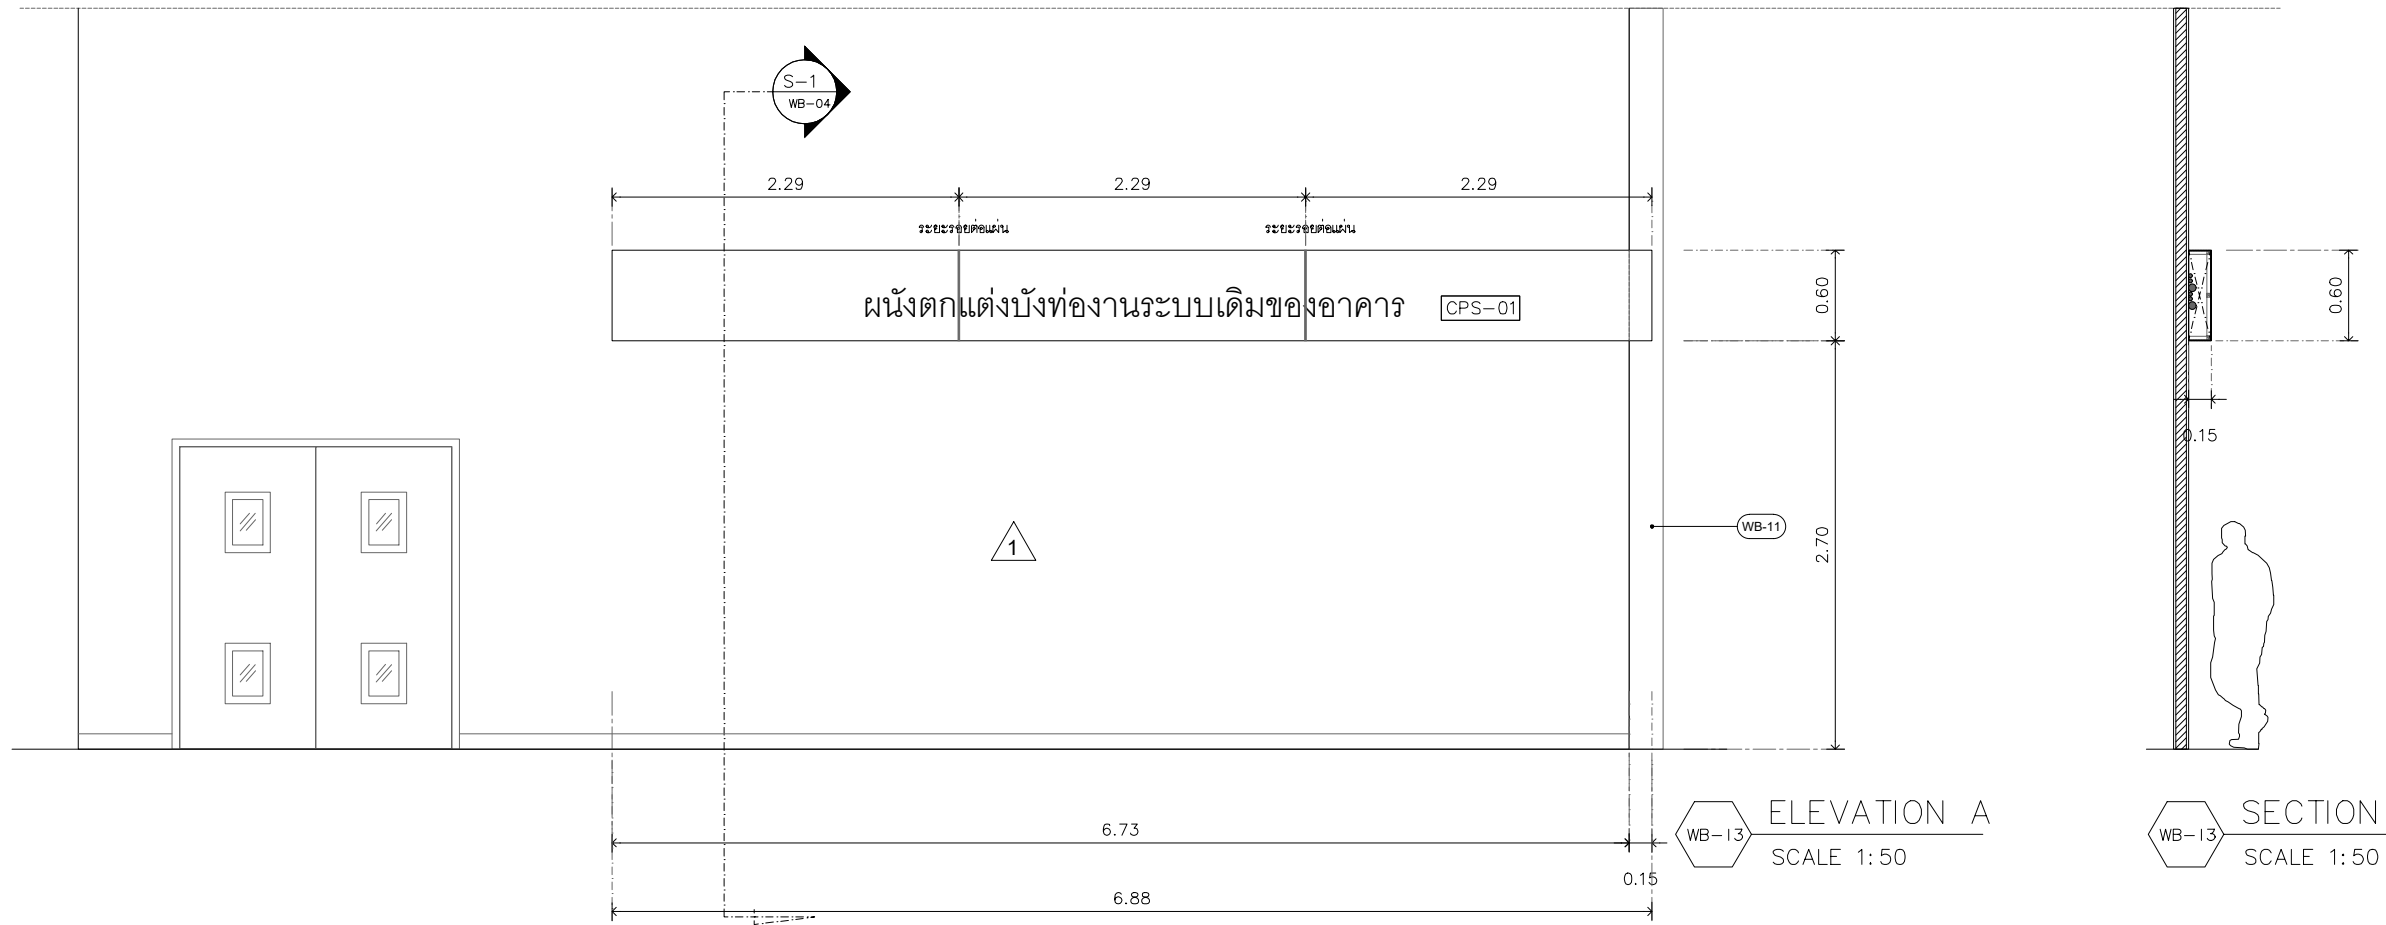 S-1
WB-04
2.29
2.29
2.29
ระยะรอยต่อแผ่น
ระยะรอยต่อแผ่น
ผนังตกแต่งบังท่องานระบบเดิมของอาคาร
CPS-01
0.60
0.60
0.15
1
WB-11
2.70
6.73
0.15
6.88
WB-13
ELEVATION A
SCALE 1:50
WB-13
SECTION
SCALE 1:50